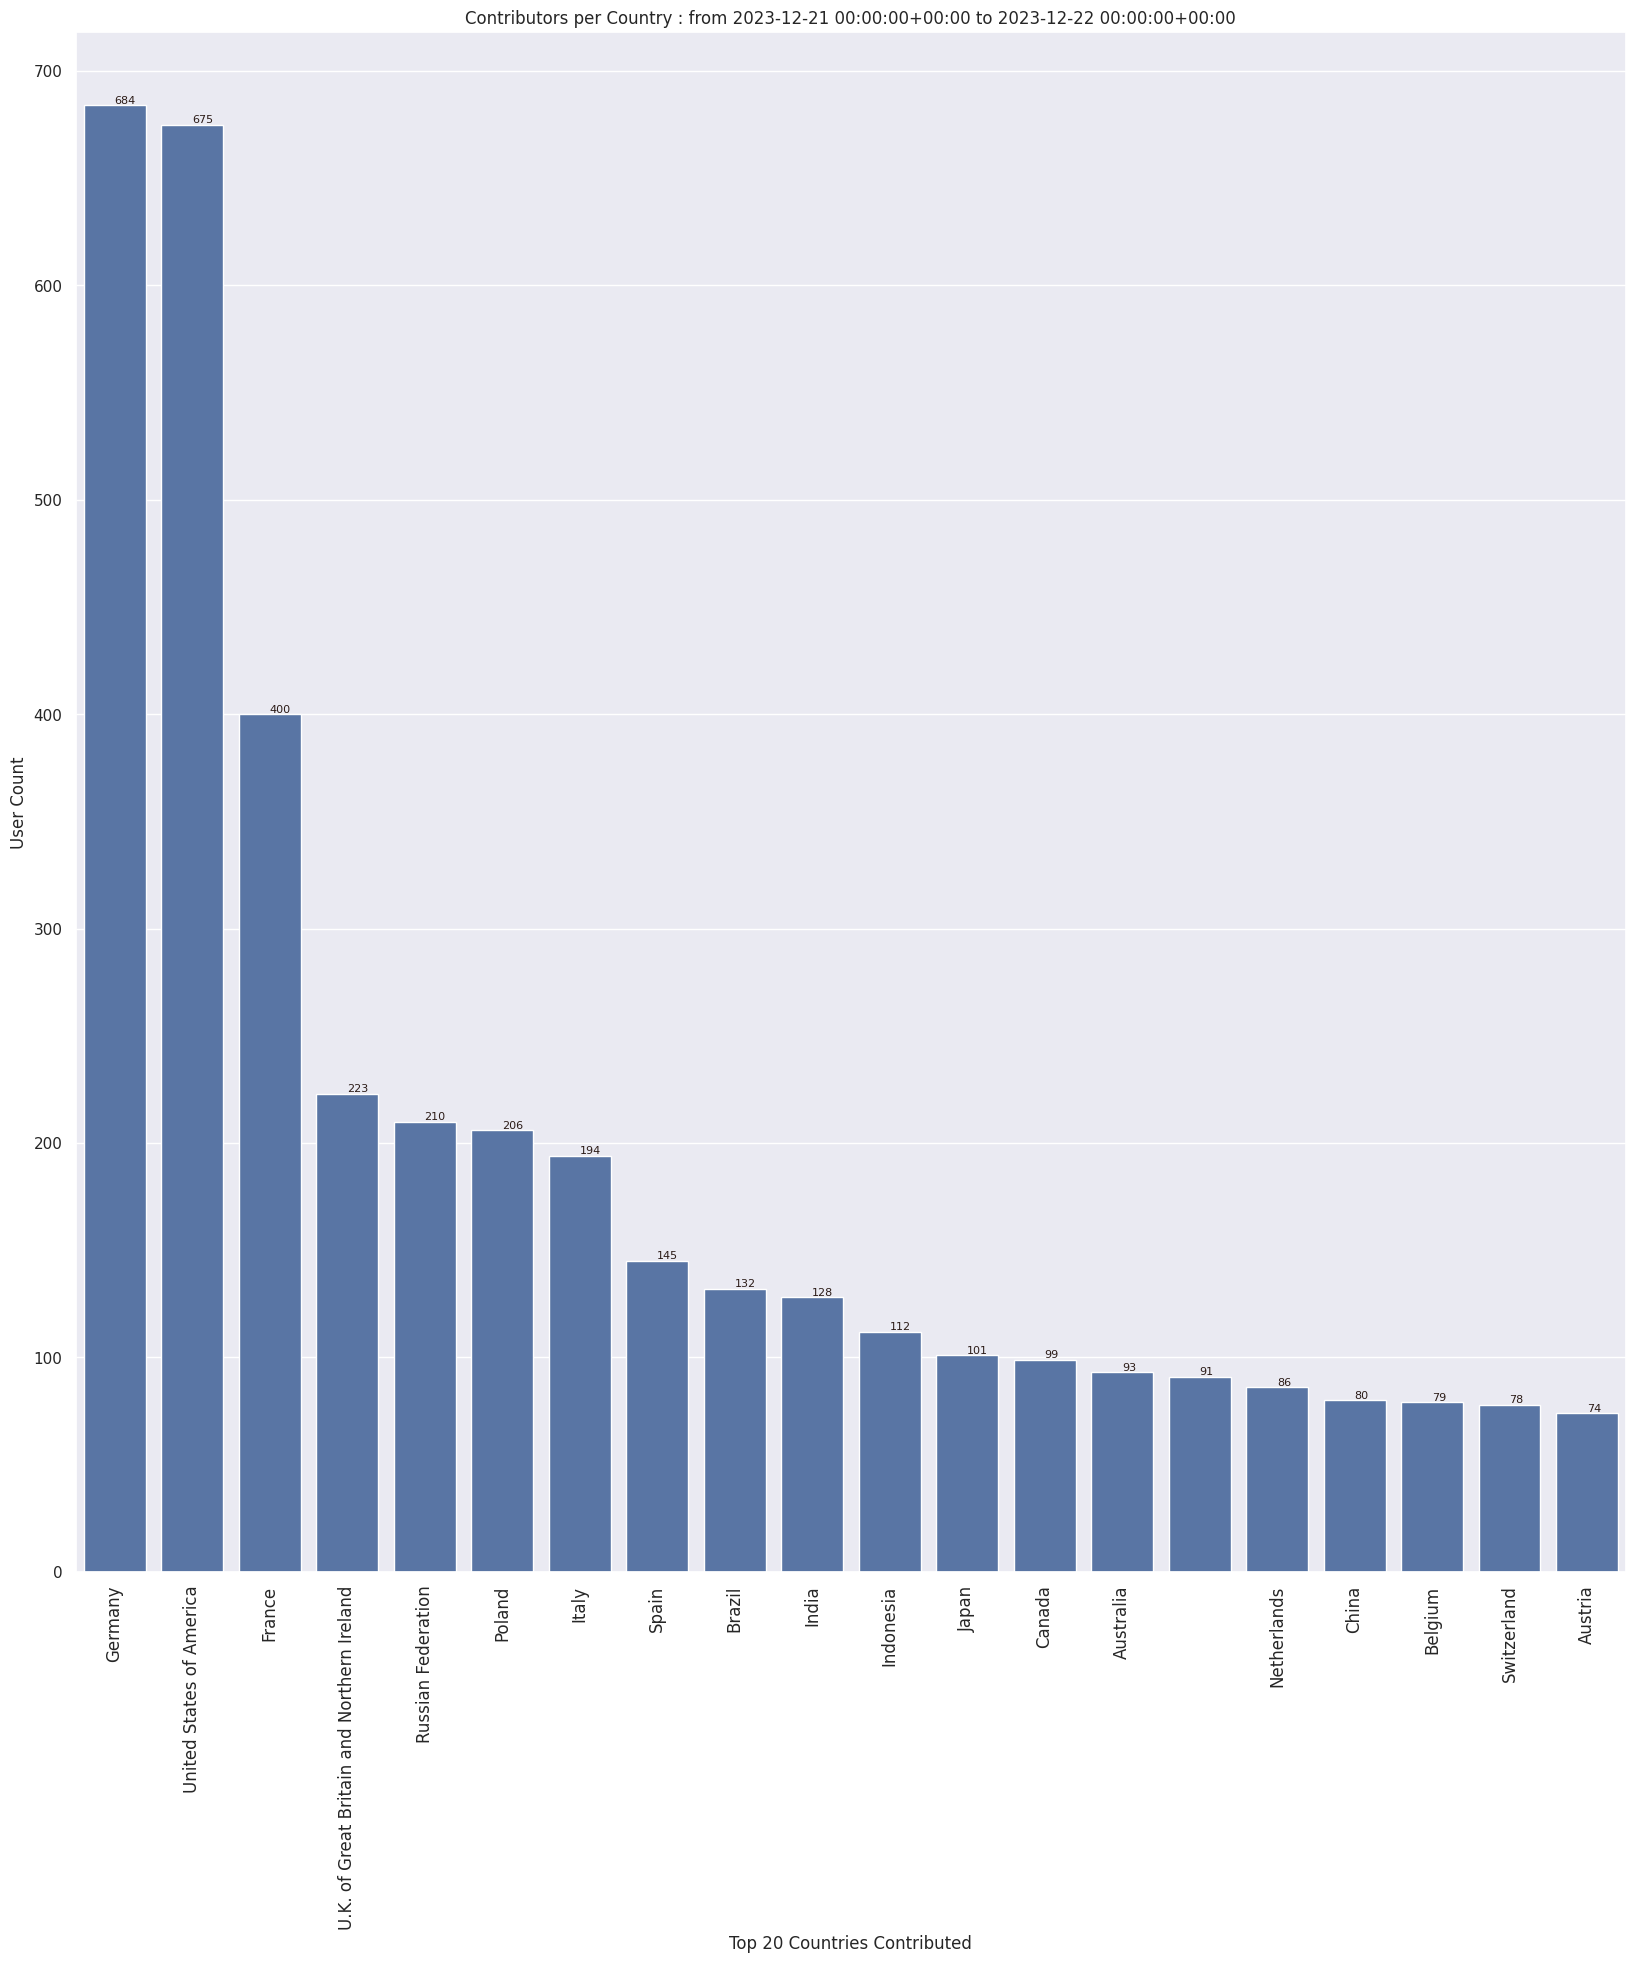 Contributors per Country : from 2023-12-21 00:00:00+00:00 to 2023-12-22 00:00:00+00:00
User Count
700
600
500
400
300
200
100
0
684
675
400
223
210
206
194
145
132
128
112
101
99
93
91
86
80
79
78
74
Germany
United States of America
France
U.K. of Great Britain and Northern Ireland
Russian Federation
Poland
Italy
Spain
Brazil
India
Indonesia
Japan
Canada
Australia
Netherlands
China
Belgium
Switzerland
Austria
Top 20 Countries Contributed